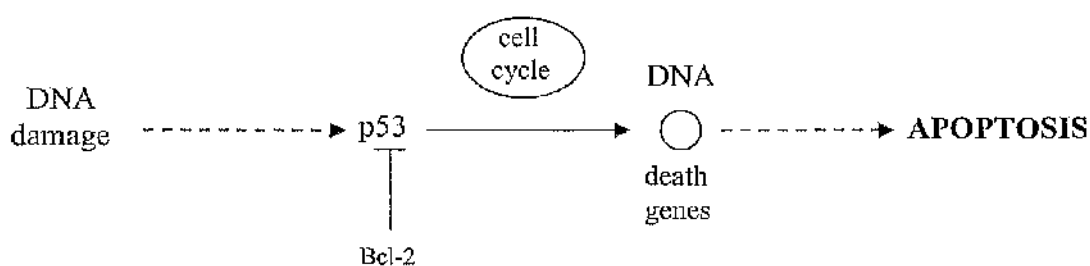 cell
cycle
DNA
damage
p53
DNA
death
genes
APOPTOSIS
Bcl-2